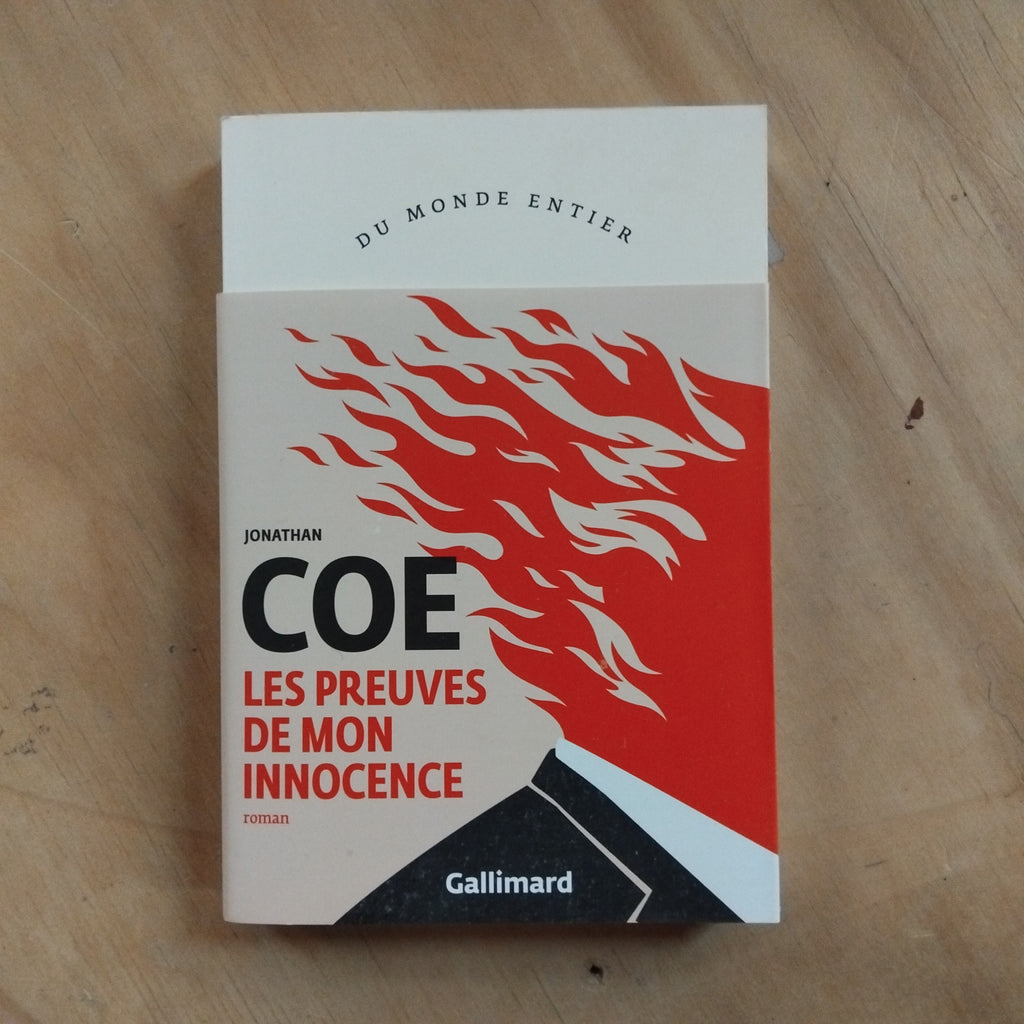 DU MONDE ENTIER
JONATHAN
COE
LES PREUVES
DE MON
INNOCENCE
roman
Gallimard